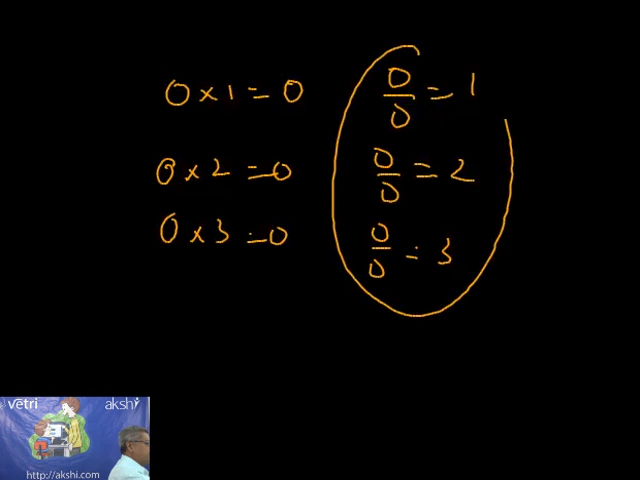 0 × 1 = 0
0/0 = 1
0 × 2 = 0
0/0 = 2
0 × 3 = 0
0/0 = 3
vetri akshi
http://akshi.com